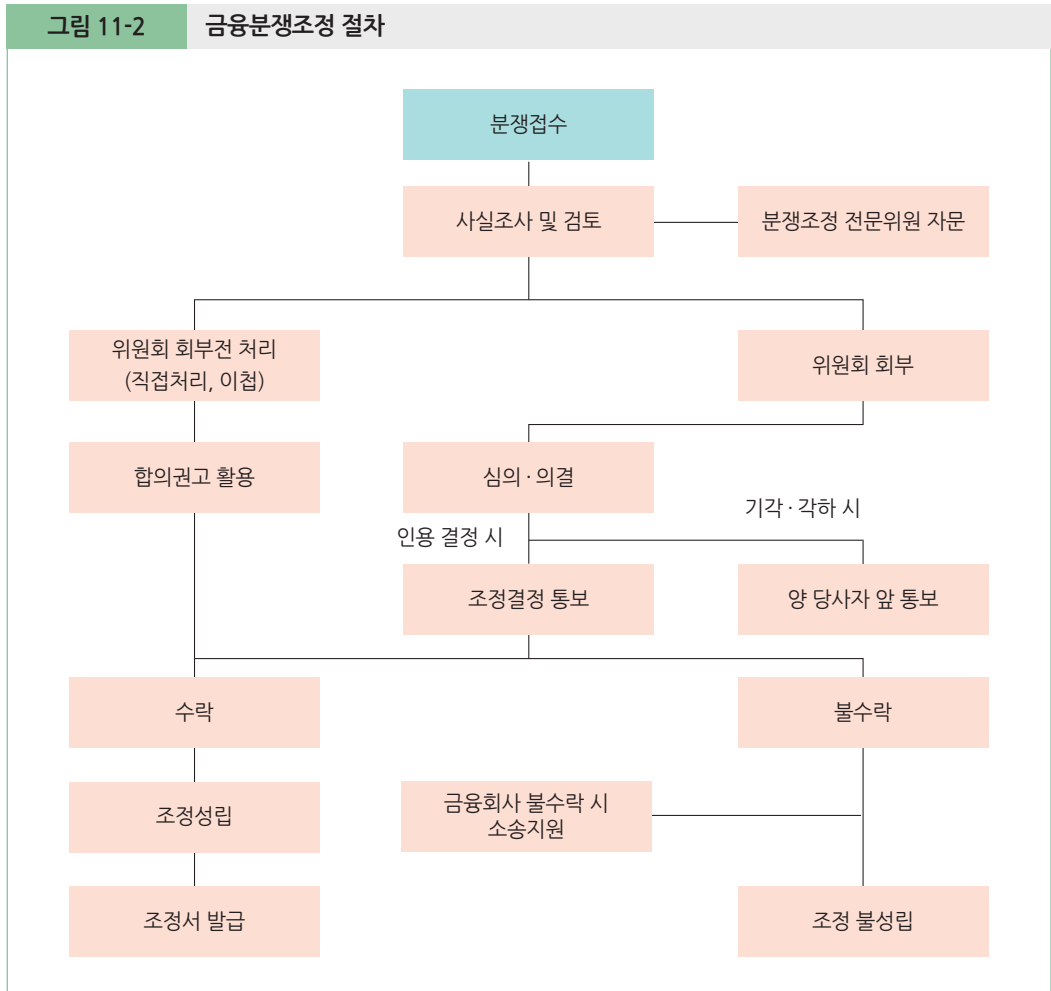 그림 11-2
금융분쟁조정 절차
분쟁접수
사실조사 및 검토
분쟁조정 전문위원 자문
위원회 회부전 처리
(직접처리, 이첩)
위원회 회부
합의권고 활용
심의·의결
기각·각하 시
인용 결정 시
조정결정 통보
양 당사자 앞 통보
수락
불수락
조정성립
금융회사 불수락 시
소송지원
조정서 발급
조정 불성립